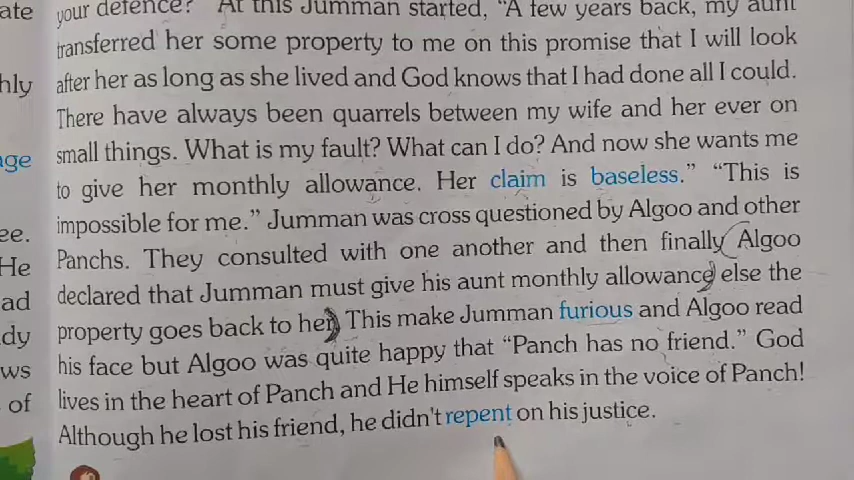 ate
your defence? At this Jumman started, "A few years back, my aunt
transferred her some property to me on this promise that I will look
hly
after her as long as she lived and God knows that I had done all I could.
There have always been quarrels between my wife and her ever on
nge
small things. What is my fault? What can I do? And now she wants me
to give her monthly allowance. Her claim is baseless." "This is
ee.
impossible for me." Jumman was cross questioned by Algoo and other
He
Panchs. They consulted with one another and then finally Algoo
ad
declared that Jumman must give his aunt monthly allowance else the
dy
property goes back to her. This make Jumman furious and Algoo read
ws
his face but Algoo was quite happy that "Panch has no friend." God
of
lives in the heart of Panch and He himself speaks in the voice of Panch!
Although he lost his friend, he didn't repent on his justice.